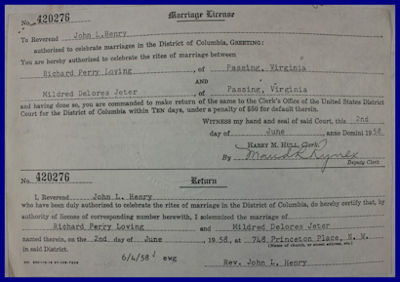 Marriage License
No. 420276
To Reverend John L. Henry
authorized to celebrate marriages in the District of Columbia, GREETING:
You are hereby authorized to celebrate the rites of marriage between
Richard Perry Loving , of Passing, Virginia
AND
Mildred Delores Jeter , of Passing, Virginia
and having done so, you are commanded to make return of the same to the Clerk's Office of the United States District
Court for the District of Columbia within TEN days, under a penalty of $50 for default therein.
WITNESS my hand and seal of said Court, this 2nd
day of June , anno Domini 1958
HARRY M. HULL, Clerk.
By
Deputy Clerk
No. 420276
Return
I, Reverend John L. Henry
who have been duly authorized to celebrate the rites of marriage in the District of Columbia, do hereby certify that, by
authority of license of corresponding number herewith, I solemnized the marriage of
Richard Perry Loving and Mildred Delores Jeter
named therein, on the 2nd day of June , 1958, at 748 Princeton Place, N. W.
(Name of church, or street address, etc.)
in said District.
6/4/58 ewg
Rev. John L. Henry